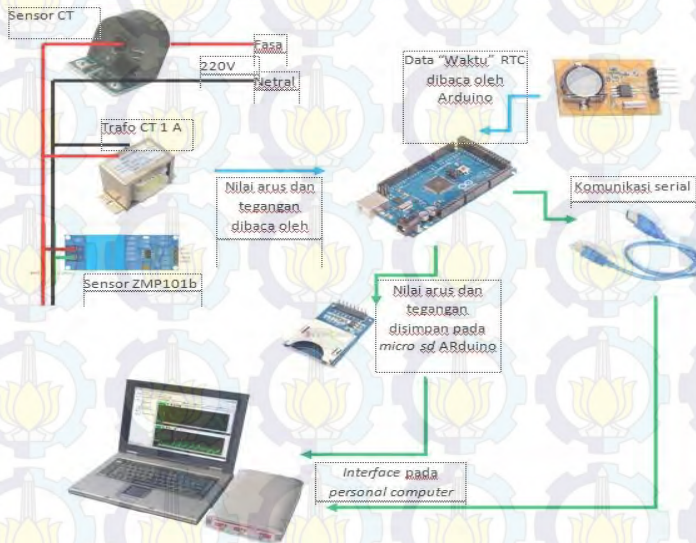 Sensor CT
Fasa
220V
Netral
Data "Waktu" RTC
dibaca oleh
Arduino
Trafo CT 1 A
Nilai arus dan
tegangan
dibaca oleh
Komunikasi serial
Sensor ZMP101b
Nilai arus dan
tegangan
disimpan pada
micro sd ARduino
Interface pada
personal computer